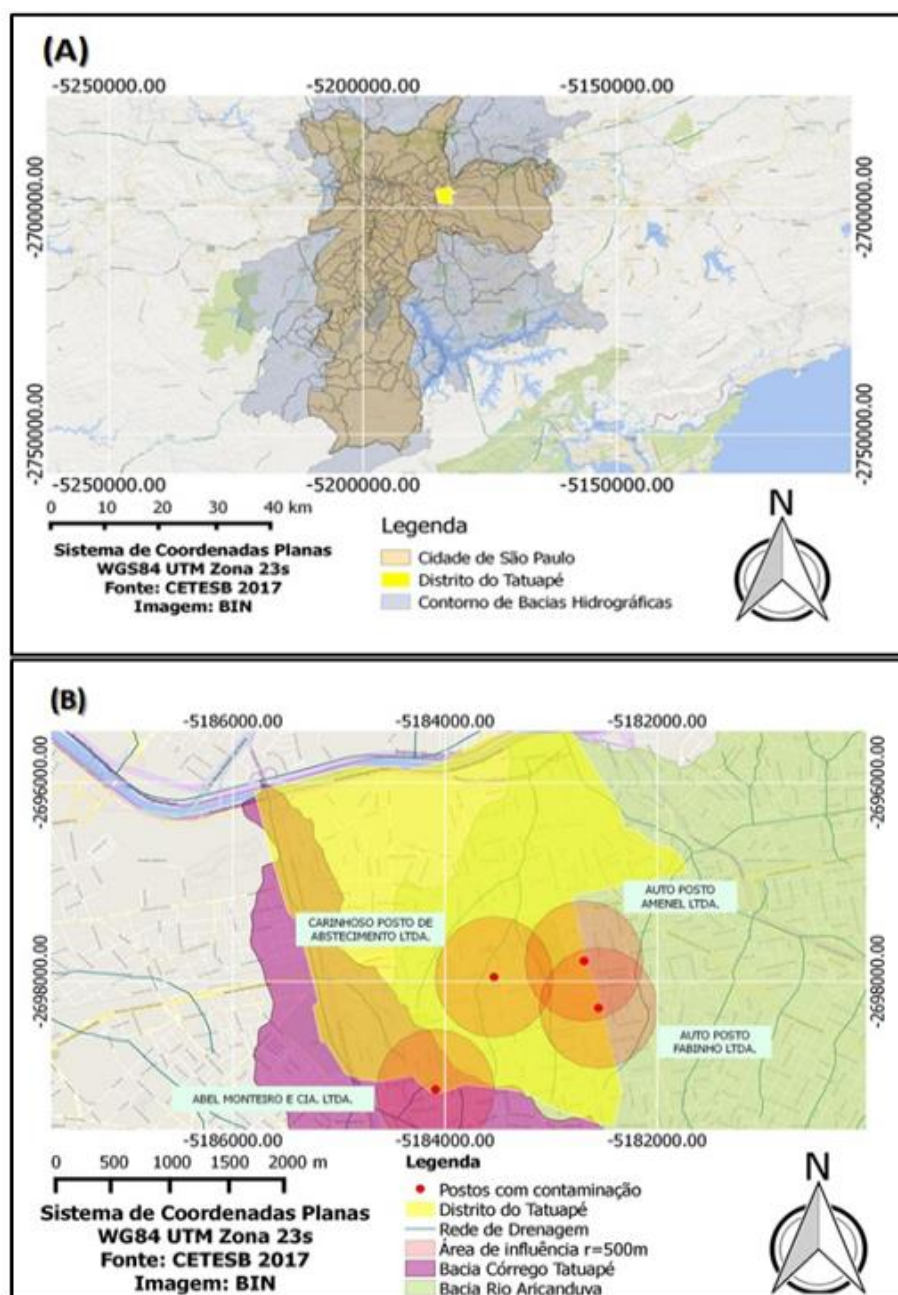 (A)
-5250000.00 -5200000.00 -5150000.00
-2700000.00 -2700000.00
-2750000.00 -2750000.00
-5250000.00 -5200000.00 -5150000.00
0 10 20 30 40 km
Sistema de Coordenadas Planas
WGS84 UTM Zona 23s
Fonte: CETESB 2017
Imagem: BIN
Legenda
Cidade de São Paulo
Distrito do Tatuapé
Contorno de Bacias Hidrográficas
N
(B)
-5186000.00 -5184000.00 -5182000.00
-2696000.00 -2696000.00
AUTO POSTO
AMENEL LTDA.
CARINHOSO POSTO DE
ABSTECIMENTO LTDA.
-2698000.00 -2698000.00
AUTO POSTO
FABINHO LTDA.
ABEL MONTEIRO E CIA. LTDA.
-5186000.00 -5184000.00 -5182000.00
0 500 1000 1500 2000 m
Sistema de Coordenadas Planas
WG84 UTM Zona 23s
Fonte: CETESB 2017
Imagem: BIN
Legenda
Postos com contaminação
Distrito do Tatuapé
Rede de Drenagem
Área de influência r=500m
Bacia Córrego Tatuapé
Bacia Rio Aricanduva
N